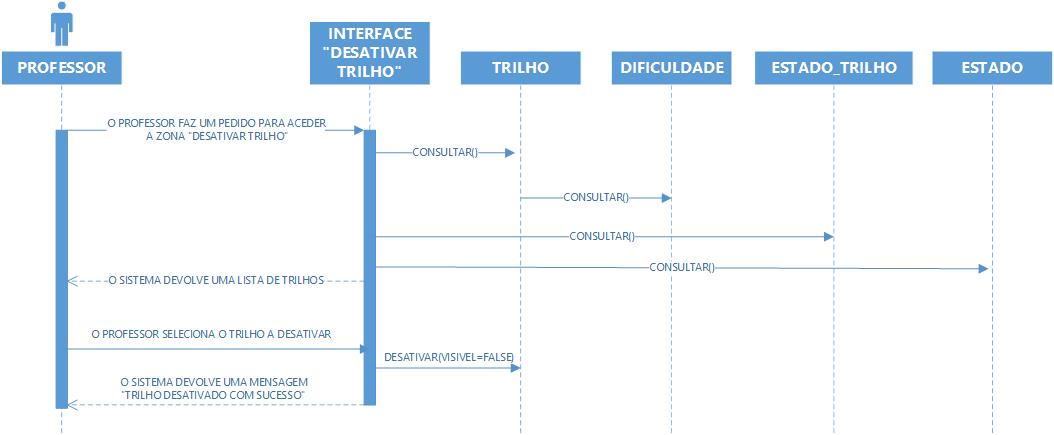 PROFESSOR
INTERFACE
"DESATIVAR
TRILHO"
TRILHO
DIFICULDADE
ESTADO_TRILHO
ESTADO
O PROFESSOR FAZ UM PEDIDO PARA ACEDER
A ZONA "DESATIVAR TRILHO"
CONSULTAR()
CONSULTAR()
CONSULTAR()
CONSULTAR()
O SISTEMA DEVOLVE UMA LISTA DE TRILHOS
O PROFESSOR SELECIONA O TRILHO A DESATIVAR
DESATIVAR(VISIVEL=FALSE)
O SISTEMA DEVOLVE UMA MENSAGEM
"TRILHO DESATIVADO COM SUCESSO"